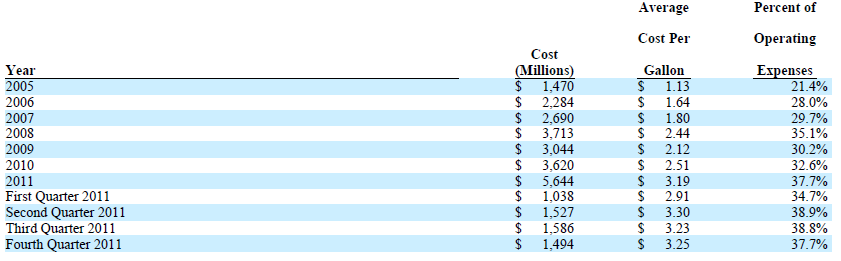 Average Percent of
Cost Per Operating
Cost
Year (Millions) Gallon Expenses
2005 $ 1,470 $ 1.13 21.4%
2006 $ 2,284 $ 1.64 28.0%
2007 $ 2,690 $ 1.80 29.7%
2008 $ 3,713 $ 2.44 35.1%
2009 $ 3,044 $ 2.12 30.2%
2010 $ 3,620 $ 2.51 32.6%
2011 $ 5,644 $ 3.19 37.7%
First Quarter 2011 $ 1,038 $ 2.91 34.7%
Second Quarter 2011 $ 1,527 $ 3.30 38.9%
Third Quarter 2011 $ 1,586 $ 3.23 38.8%
Fourth Quarter 2011 $ 1,494 $ 3.25 37.7%